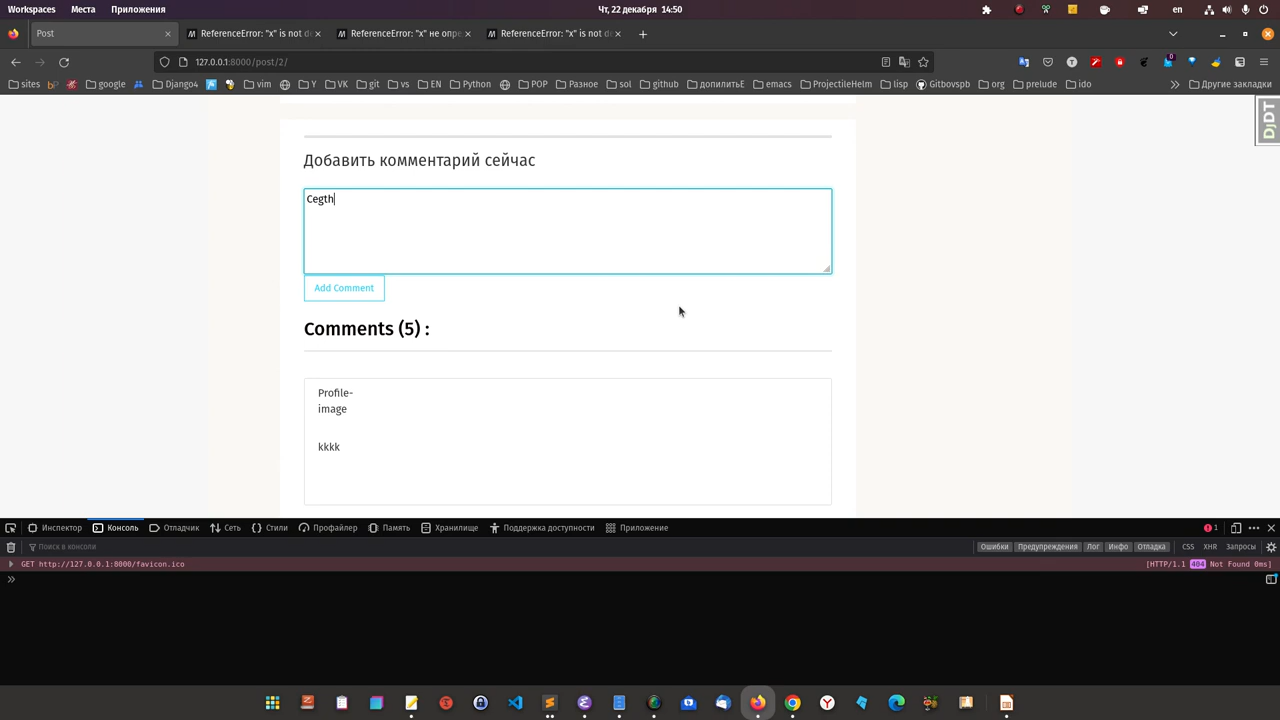 Workspaces Места Приложения Чт, 22 декабря 14:50 en
Post ReferenceError: "x" is not de ReferenceError: "x" не опре ReferenceError: "x" is not de
127.0.0.1:8000/post/2/
sites google Django4 vim Y VK git vs EN Python POP Разное sol github допилитьE emacs ProjectileHelm lisp Gitbovspb org prelude ido Другие закладки
DjDT
Добавить комментарий сейчас
Cegth
Add Comment
Comments (5) :
Profile-
image
kkkk
Инспектор Консоль Отладчик Сеть Стили Профайлер Память Хранилище Поддержка доступности Приложение 1
Поиск в консоли Ошибки Предупреждения Лог Инфо Отладка CSS XHR Запросы
GET http://127.0.0.1:8000/favicon.ico [HTTP/1.1 404 Not Found 0ms]